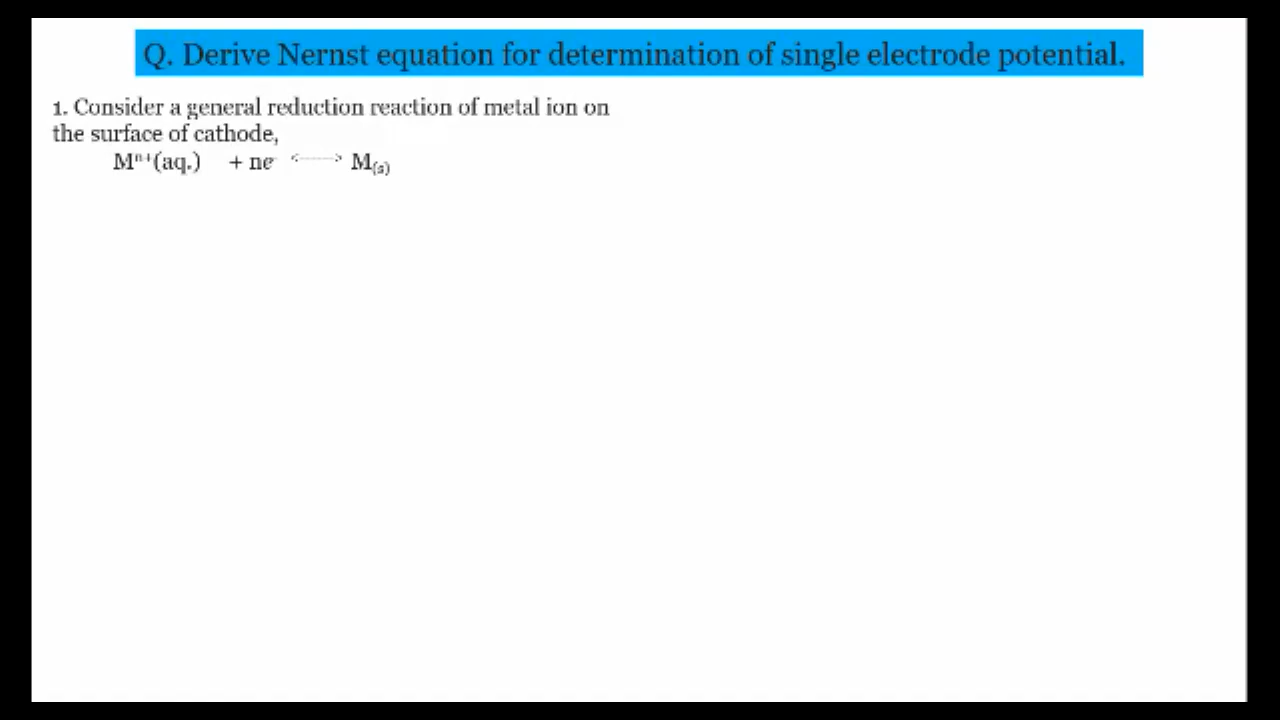 Q. Derive Nernst equation for determination of single electrode potential.
1. Consider a general reduction reaction of metal ion on
the surface of cathode,
Mⁿ⁺(aq.) + ne⁻ <-----> M₍ₛ₎